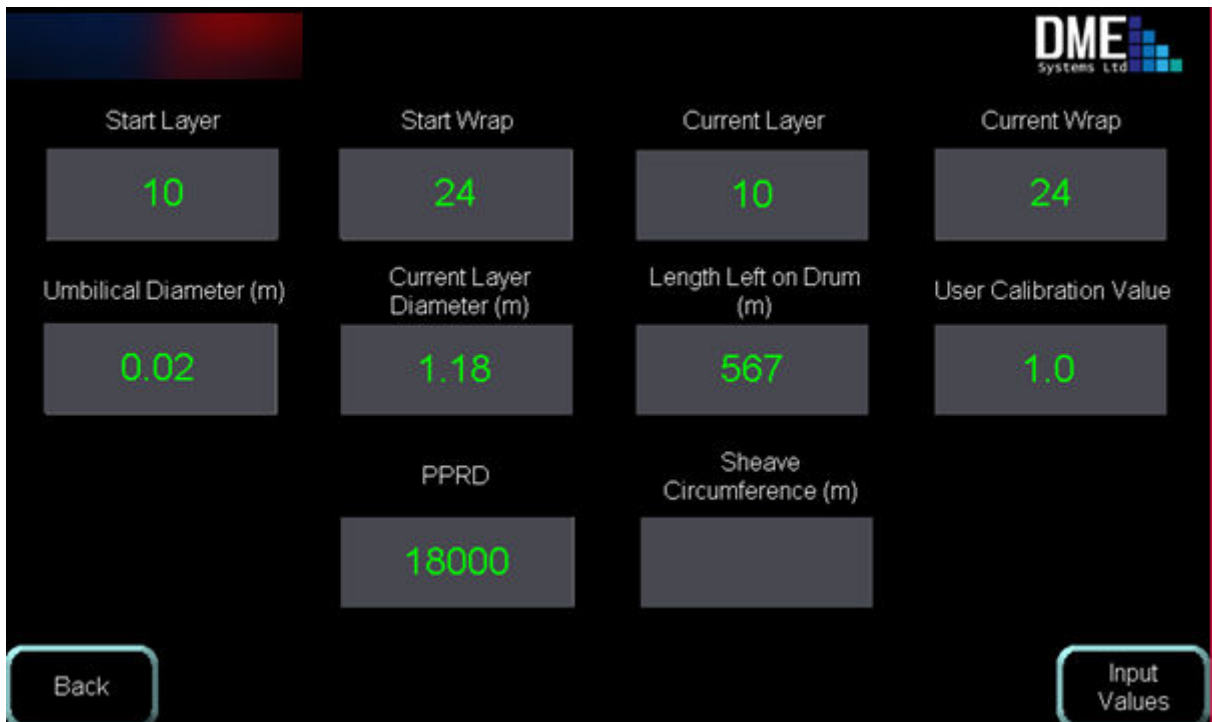 DME
Systems Ltd
Start Layer
Start Wrap
Current Layer
Current Wrap
10
24
10
24
Umbilical Diameter (m)
Current Layer
Diameter (m)
Length Left on Drum
(m)
User Calibration Value
0.02
1.18
567
1.0
PPRD
Sheave
Circumference (m)
18000
Back
Input
Values